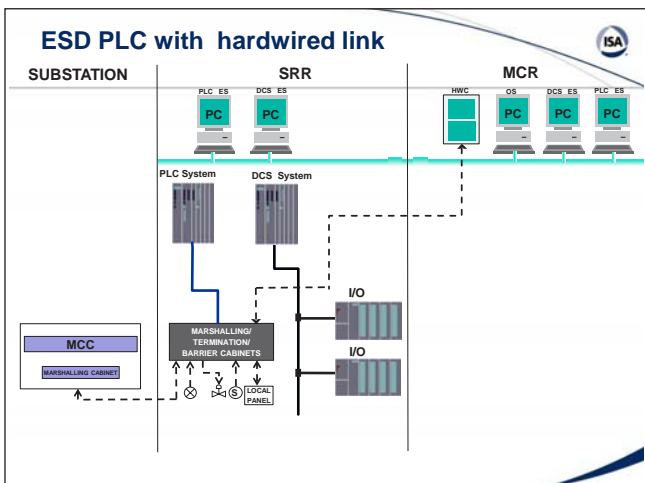 ESD PLC with hardwired link
ISA
SUBSTATION
SRR
MCR
PLC ES
DCS ES
HWC
OS
DCS ES
PLC ES
PC
PC
PC
PC
PC
PLC System
DCS System
I/O
MARSHALLING/
TERMINATION/
BARRIER CABINETS
MCC
MARSHALLING CABINET
I/O
S
LOCAL
PANEL